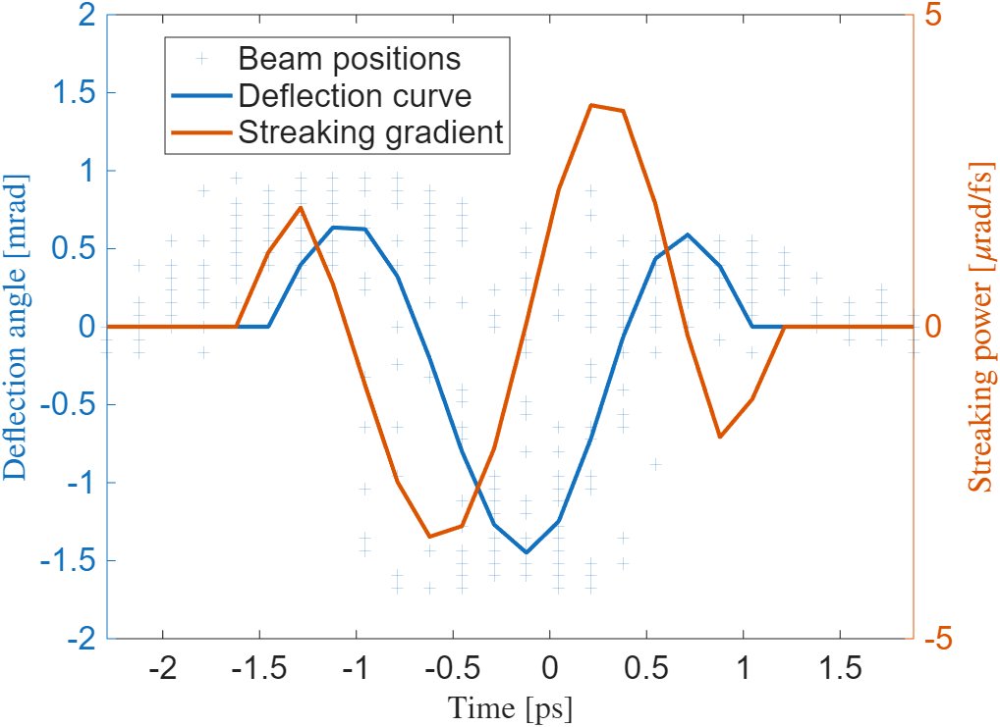 Beam positions
Deflection curve
Streaking gradient
2
1.5
1
0.5
0
-0.5
-1
-1.5
-2
Deflection angle [mrad]
5
0
-5
Streaking power [μrad/fs]
-2 -1.5 -1 -0.5 0 0.5 1 1.5
Time [ps]